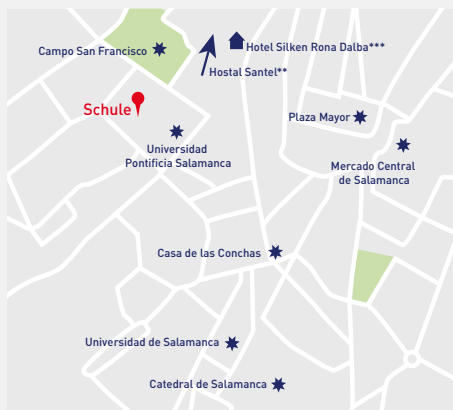 Campo San Francisco
Hotel Silken Rona Dalba***
Hostal Santel**
Schule
Plaza Mayor
Universidad
Pontificia Salamanca
Mercado Central
de Salamanca
Casa de las Conchas
Universidad de Salamanca
Catedral de Salamanca